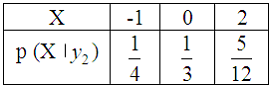 X -1 0 2
p (X | y₂) 1/4 1/3 5/12